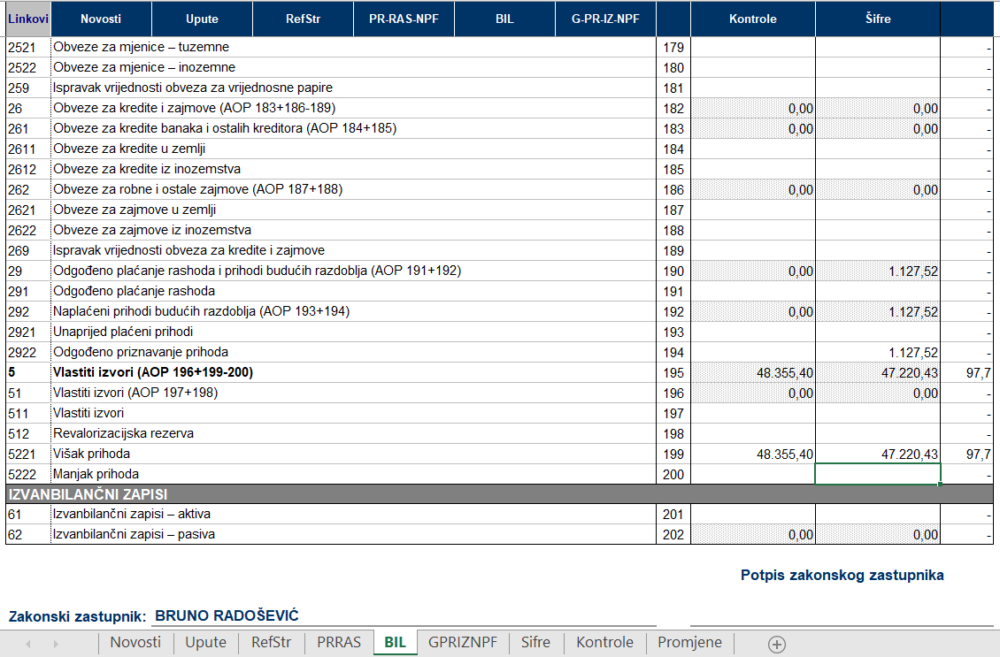 Linkovi Novosti Upute RefStr PR-RAS-NPF BIL G-PR-IZ-NPF Kontrole Šifre
2521 Obveze za mjenice – tuzemne 179 -
2522 Obveze za mjenice – inozemne 180 -
259 Ispravak vrijednosti obveza za vrijednosne papire 181 -
26 Obveze za kredite i zajmove (AOP 183+186-189) 182 0,00 0,00 -
261 Obveze za kredite banaka i ostalih kreditora (AOP 184+185) 183 0,00 0,00 -
2611 Obveze za kredite u zemlji 184 -
2612 Obveze za kredite iz inozemstva 185 -
262 Obveze za robne i ostale zajmove (AOP 187+188) 186 0,00 0,00 -
2621 Obveze za zajmove u zemlji 187 -
2622 Obveze za zajmove iz inozemstva 188 -
269 Ispravak vrijednosti obveza za kredite i zajmove 189 -
29 Odgođeno plaćanje rashoda i prihodi budućih razdoblja (AOP 191+192) 190 0,00 1.127,52 -
291 Odgođeno plaćanje rashoda 191 -
292 Naplaćeni prihodi budućih razdoblja (AOP 193+194) 192 0,00 1.127,52 -
2921 Unaprijed plaćeni prihodi 193 -
2922 Odgođeno priznavanje prihoda 194 1.127,52 -
5 Vlastiti izvori (AOP 196+199-200) 195 48.355,40 47.220,43 97,7
51 Vlastiti izvori (AOP 197+198) 196 0,00 0,00 -
511 Vlastiti izvori 197 -
512 Revalorizacijska rezerva 198 -
5221 Višak prihoda 199 48.355,40 47.220,43 97,7
5222 Manjak prihoda 200 -
IZVANBILANČNI ZAPISI
61 Izvanbilančni zapisi – aktiva 201 -
62 Izvanbilančni zapisi – pasiva 202 0,00 0,00 -
Potpis zakonskog zastupnika
Zakonski zastupnik: BRUNO RADOŠEVIĆ
Novosti Upute RefStr PRRAS BIL GPRIZNPF Sifre Kontrole Promjene